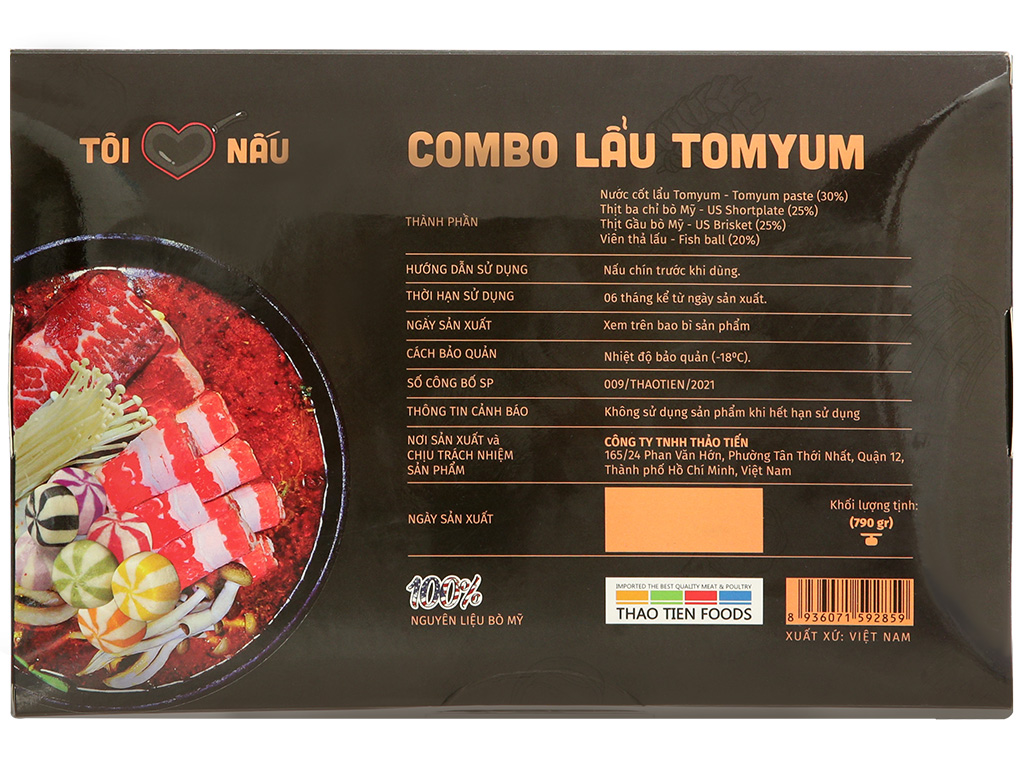 TÔI NẤU
COMBO LẨU TOMYUM
THÀNH PHẦN
Nước cốt lẩu Tomyum - Tomyum paste (30%)
Thịt ba chỉ bò Mỹ - US Shortplate (25%)
Thịt Gầu bò Mỹ - US Brisket (25%)
Viên thả lẩu - Fish ball (20%)
HƯỚNG DẪN SỬ DỤNG
Nấu chín trước khi dùng.
THỜI HẠN SỬ DỤNG
06 tháng kể từ ngày sản xuất.
NGÀY SẢN XUẤT
Xem trên bao bì sản phẩm
CÁCH BẢO QUẢN
Nhiệt độ bảo quản (-18ºC).
SỐ CÔNG BỐ SP
009/THAOTIEN/2021
THÔNG TIN CẢNH BÁO
Không sử dụng sản phẩm khi hết hạn sử dụng
NƠI SẢN XUẤT và
CHỊU TRÁCH NHIỆM
SẢN PHẨM
CÔNG TY TNHH THẢO TIẾN
165/24 Phan Văn Hớn, Phường Tân Thới Nhất, Quận 12,
Thành phố Hồ Chí Minh, Việt Nam
NGÀY SẢN XUẤT
Khối lượng tịnh:
(790 gr)
100%
NGUYÊN LIỆU BÒ MỸ
IMPORTED THE BEST QUALITY MEAT & POULTRY
THAO TIEN FOODS
8 936071 592859
XUẤT XỨ: VIỆT NAM